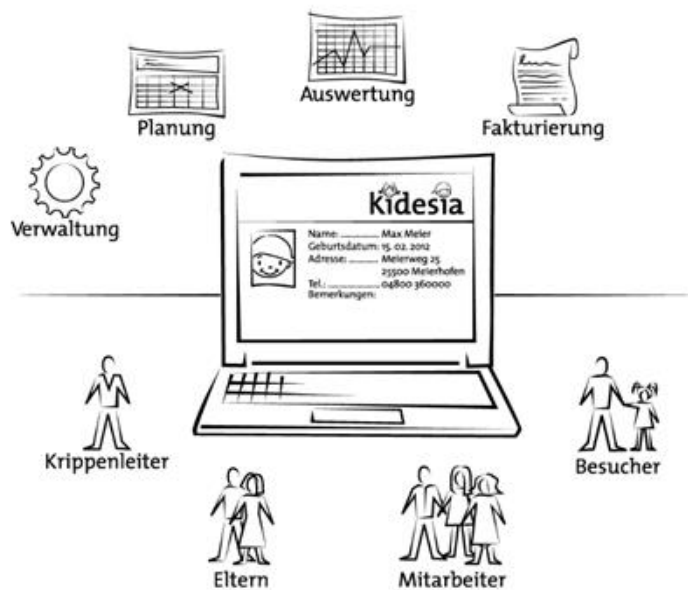 Auswertung
Planung
Fakturierung
Verwaltung
Kidesia
Name: ............. Max Meier
Geburtsdatum: 15. 02. 2012
Adresse: .......... Meierweg 25
25500 Meierhofen
Tel.: .................. 04800 360000
Bemerkungen:
Krippenleiter
Besucher
Eltern
Mitarbeiter